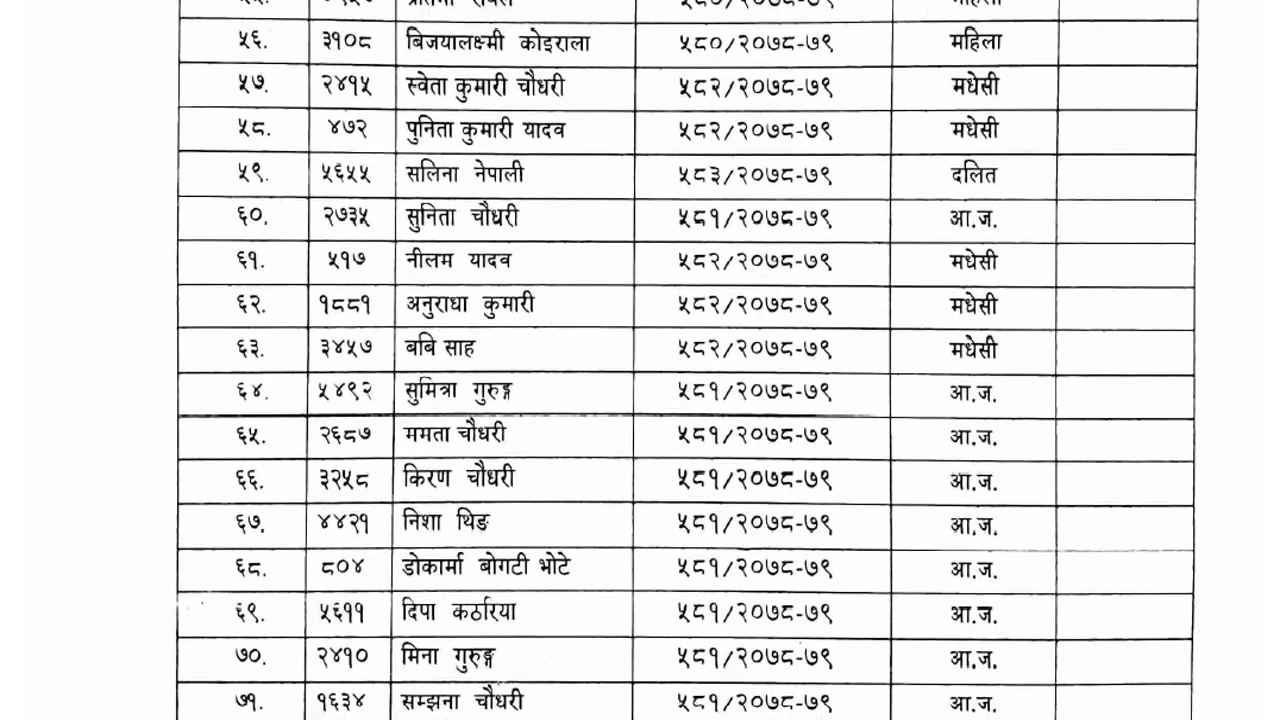 ५६. ३१०८ बिजयालक्ष्मी कोइराला ५८०/२०७८-७९ महिला
५७. २४१५ स्वेता कुमारी चौधरी ५८२/२०७८-७९ मधेसी
५८. ४७२ पुनिता कुमारी यादव ५८२/२०७८-७९ मधेसी
५९. ५६५५ सलिना नेपाली ५८३/२०७८-७९ दलित
६०. २७३५ सुनिता चौधरी ५८१/२०७८-७९ आ.ज.
६१. ५१७ नीलम यादव ५८२/२०७८-७९ मधेसी
६२. १८८१ अनुराधा कुमारी ५८२/२०७८-७९ मधेसी
६३. ३४५७ बबि साह ५८२/२०७८-७९ मधेसी
६४. ५४९२ सुमित्रा गुरुङ्ग ५८१/२०७८-७९ आ.ज.
६५. २६८७ ममता चौधरी ५८१/२०७८-७९ आ.ज.
६६. ३२५८ किरण चौधरी ५८१/२०७८-७९ आ.ज.
६७. ४४२१ निशा थिङ ५८१/२०७८-७९ आ.ज.
६८. ८०४ डोकार्मा बोगटी भोटे ५८१/२०७८-७९ आ.ज.
६९. ५६११ दिपा कठरिया ५८१/२०७८-७९ आ.ज.
७०. २४१० मिना गुरुङ्ग ५८१/२०७८-७९ आ.ज.
७१. १६३४ सम्झना चौधरी ५८१/२०७८-७९ आ.ज.